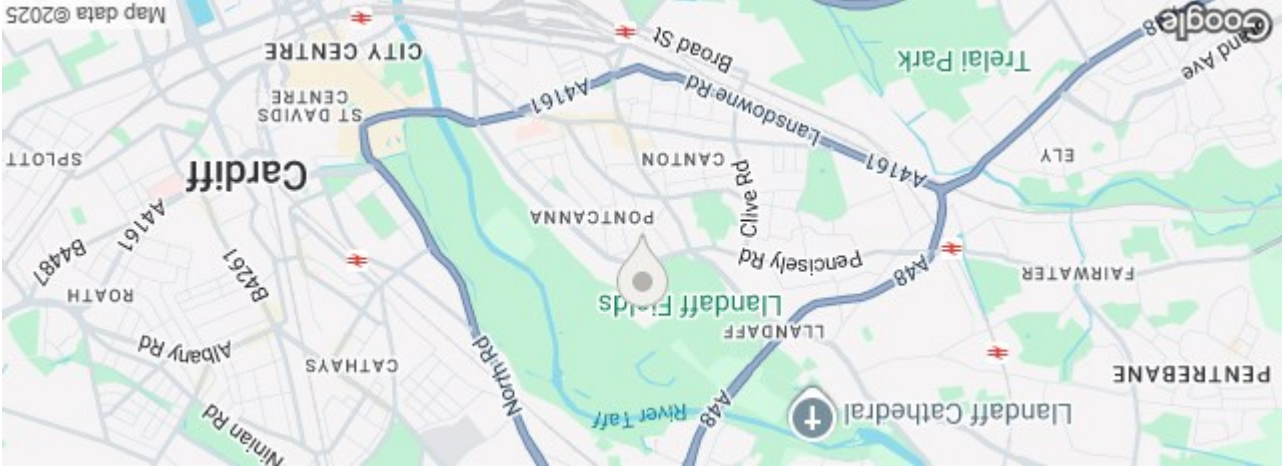 Llandaff Cathedral
River Taff
A48
Ninian Rd
PENTREBANE
CATHAYS
North Rd
Albany Rd
LLANDAFF
Llandaff Fields
ROATH
FAIRWATER
A48
Pencisely Rd
B4261
B4487
A4161
PONTCANNA
Clive Rd
Cardiff
SPLOTT
CANTON
ELY
A4161
ST DAVIDS
CENTRE
Lansdowne Rd
A4161
CITY CENTRE
Trelai Park
Broad St
Grand Ave
Google
Map data ©2025